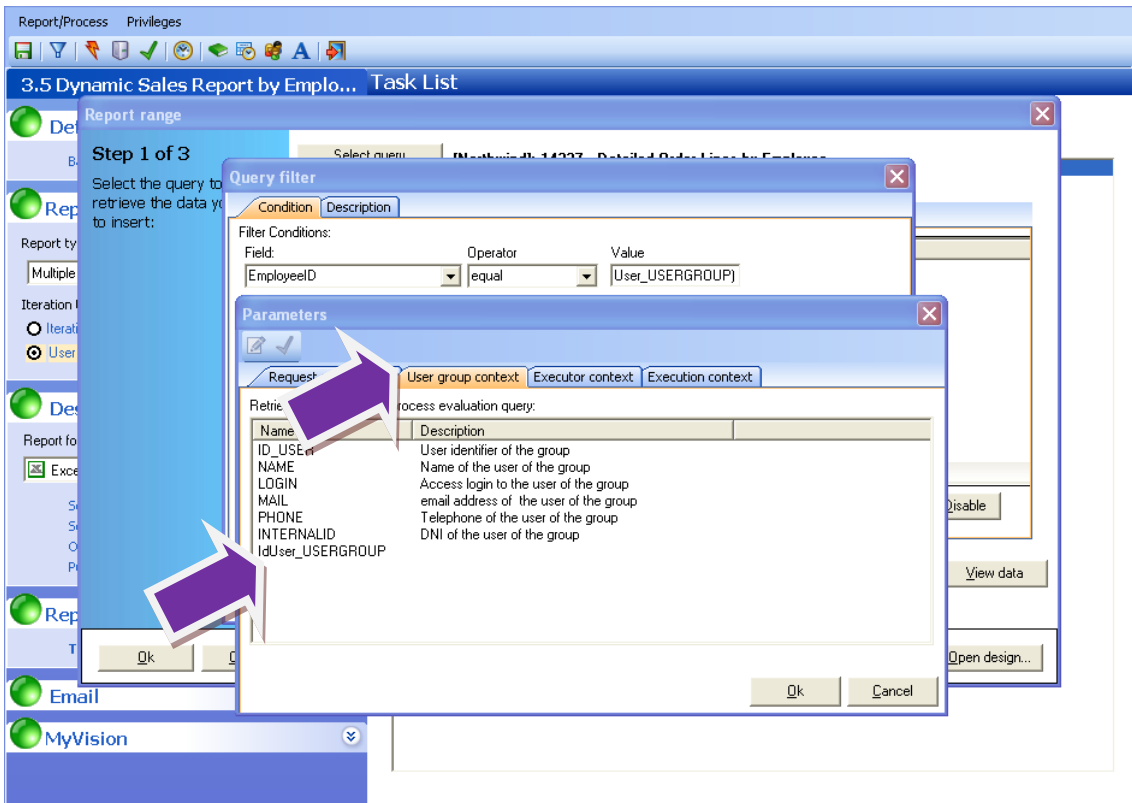 Report/Process Privileges
A
3.5 Dynamic Sales Report by Emplo... Task List
Report range
Step 1 of 3
Select the query to
retrieve the data
to insert:
Select query
Query filter
Condition Description
Filter Conditions:
Field: Operator Value
EmployeeID equal User_USERGROUP)
Report ty
Multiple
Iteration
User
Parameters
Request User group context Executor context Execution context
rocess evaluation query:
Name Description
ID_USER User identifier of the group
NAME Name of the user of the group
LOGIN Access login to the user of the group
MAIL email address of the user of the group
PHONE Telephone of the user of the group
INTERNALID DNI of the user of the group
IdUser_USERGROUP
Report fo
Disable
View data
Ok
Open design...
Ok Cancel
Email
MyVision